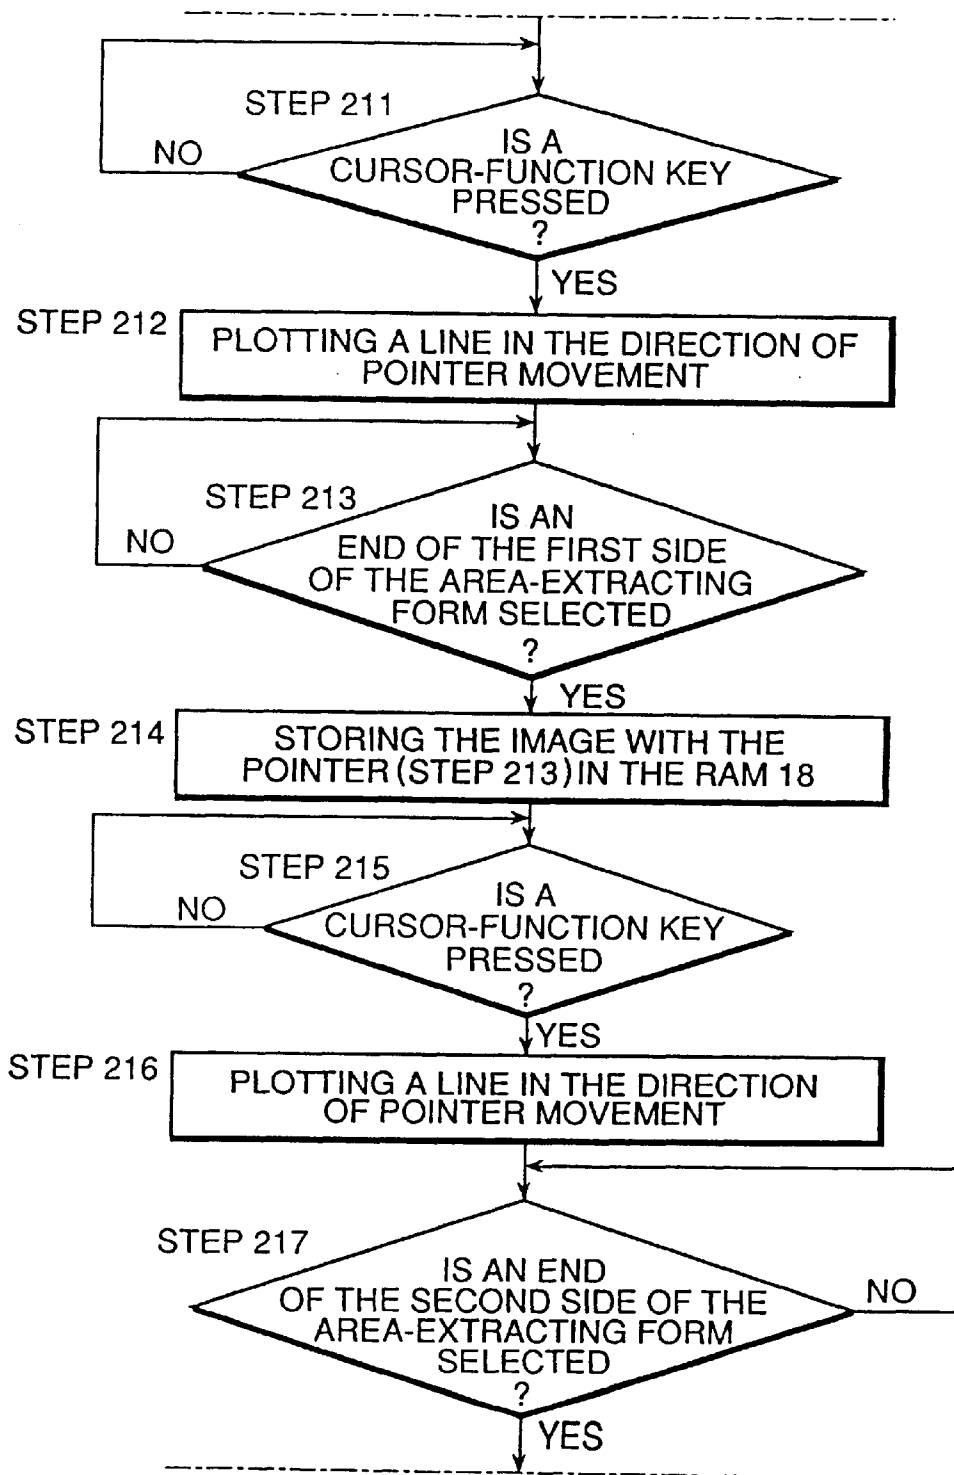 STEP 211
IS A
CURSOR-FUNCTION KEY
PRESSED
?
NO
YES
STEP 212
PLOTTING A LINE IN THE DIRECTION OF
POINTER MOVEMENT
STEP 213
IS AN
END OF THE FIRST SIDE
OF THE AREA-EXTRACTING
FORM SELECTED
?
NO
YES
STEP 214
STORING THE IMAGE WITH THE
POINTER (STEP 213) IN THE RAM 18
STEP 215
IS A
CURSOR-FUNCTION KEY
PRESSED
?
NO
YES
STEP 216
PLOTTING A LINE IN THE DIRECTION
OF POINTER MOVEMENT
STEP 217
IS AN END
OF THE SECOND SIDE OF THE
AREA-EXTRACTING FORM
SELECTED
?
NO
YES